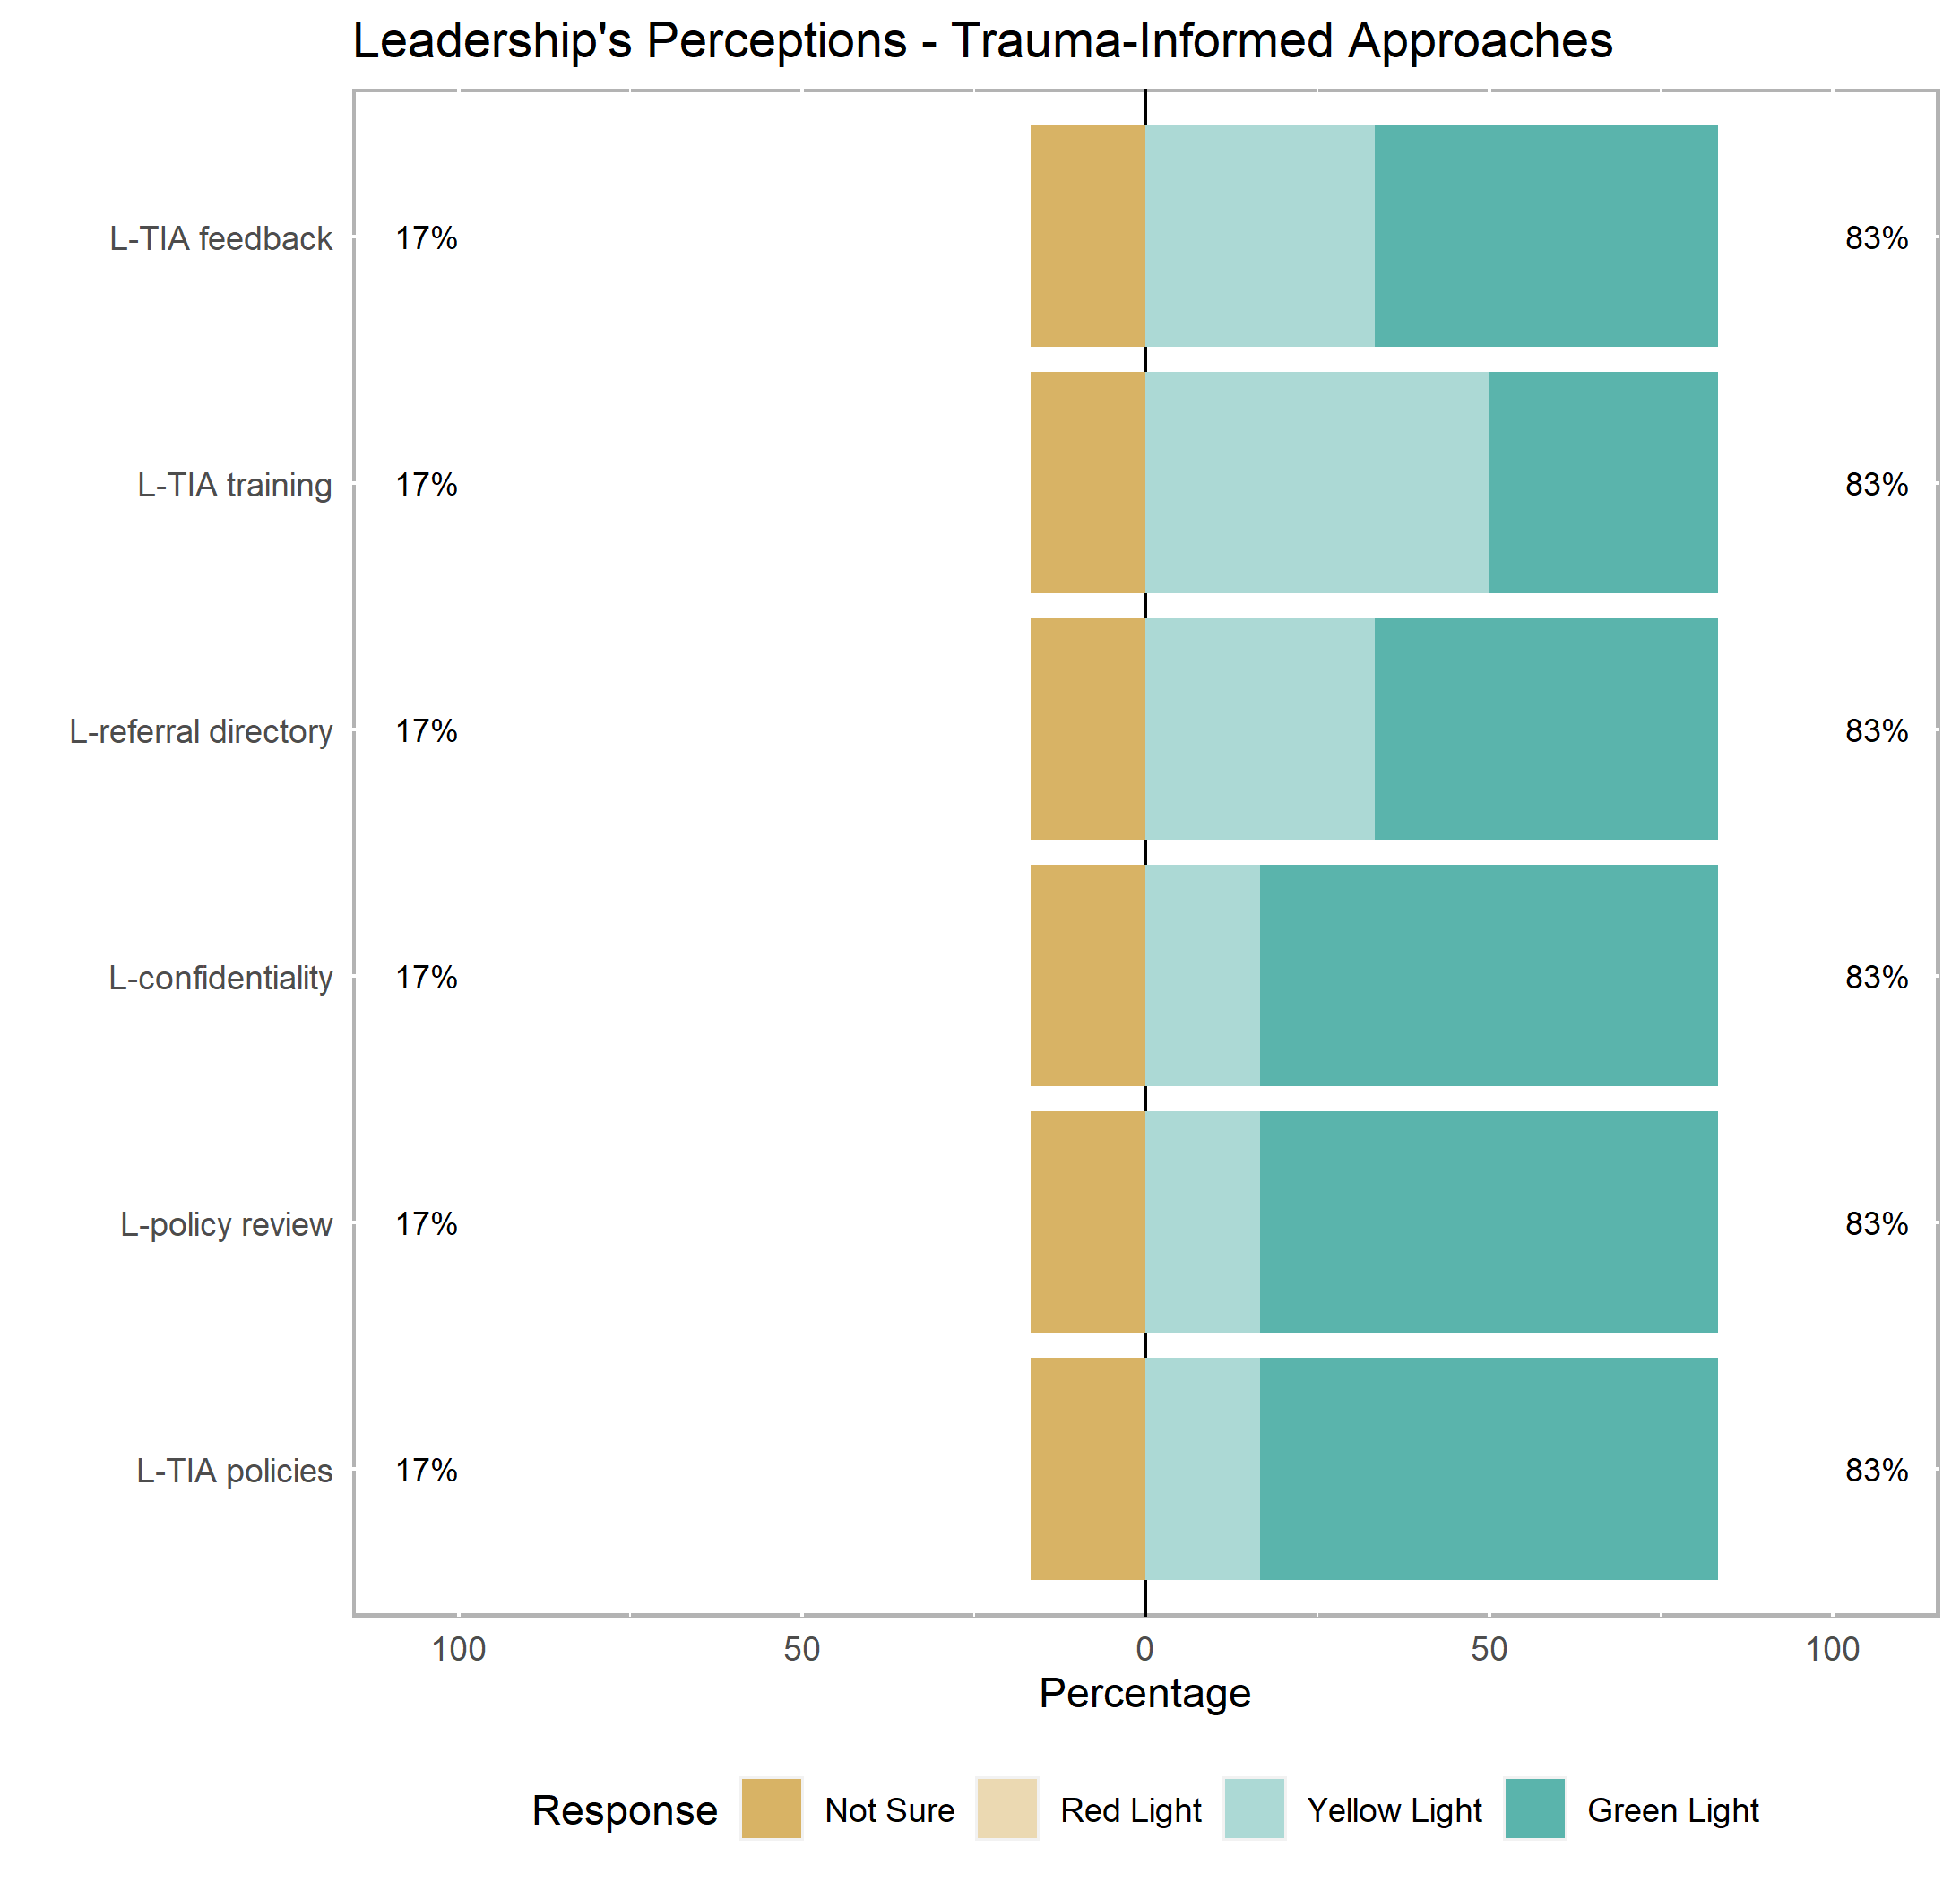 Leadership's Perceptions - Trauma-Informed Approaches
L-TIA feedback 17% 83%
L-TIA training 17% 83%
L-referral directory 17% 83%
L-confidentiality 17% 83%
L-policy review 17% 83%
L-TIA policies 17% 83%
100 50 0 50 100
Percentage
Response Not Sure Red Light Yellow Light Green Light